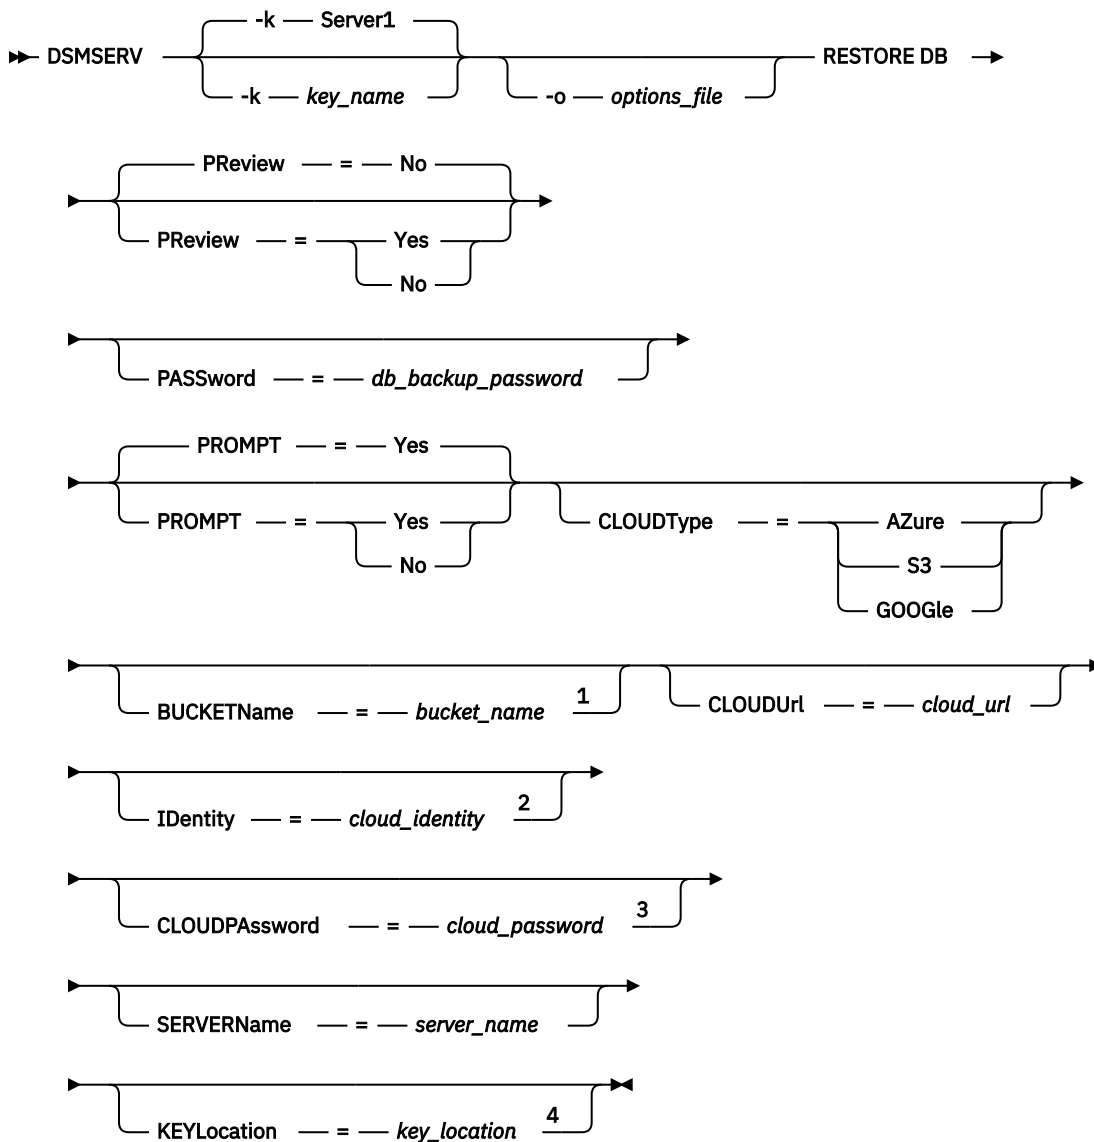 -k Server1
DSMSERV RESTORE DB
-k key_name -o options_file
PReview = No
PReview = Yes
No
PASSword = db_backup_password
PROMPT = Yes
PROMPT = Yes CLOUDType = AZure
No S3
GOOGle
BUCKETName = bucket_name 1 CLOUDUrl = cloud_url
IDentity = cloud_identity 2
CLOUDPAssword = cloud_password 3
SERVERName = server_name
KEYLocation = key_location 4